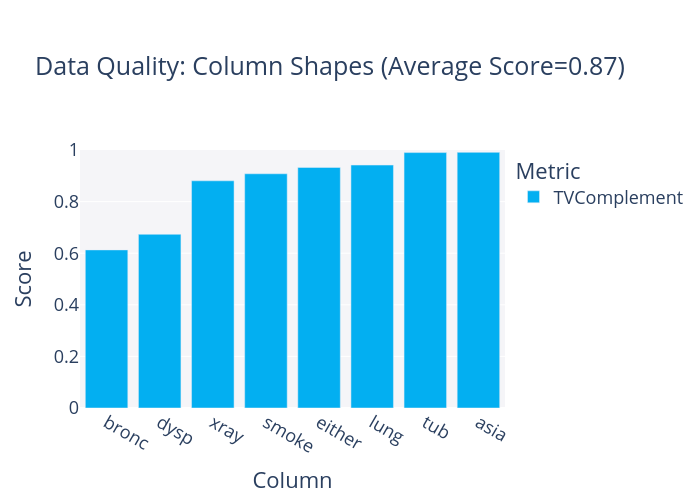 Data Quality: Column Shapes (Average Score=0.87)
Metric
TVComplement
Score
1
0.8
0.6
0.4
0.2
0
bronc
dysp
xray
smoke
either
lung
tub
asia
Column